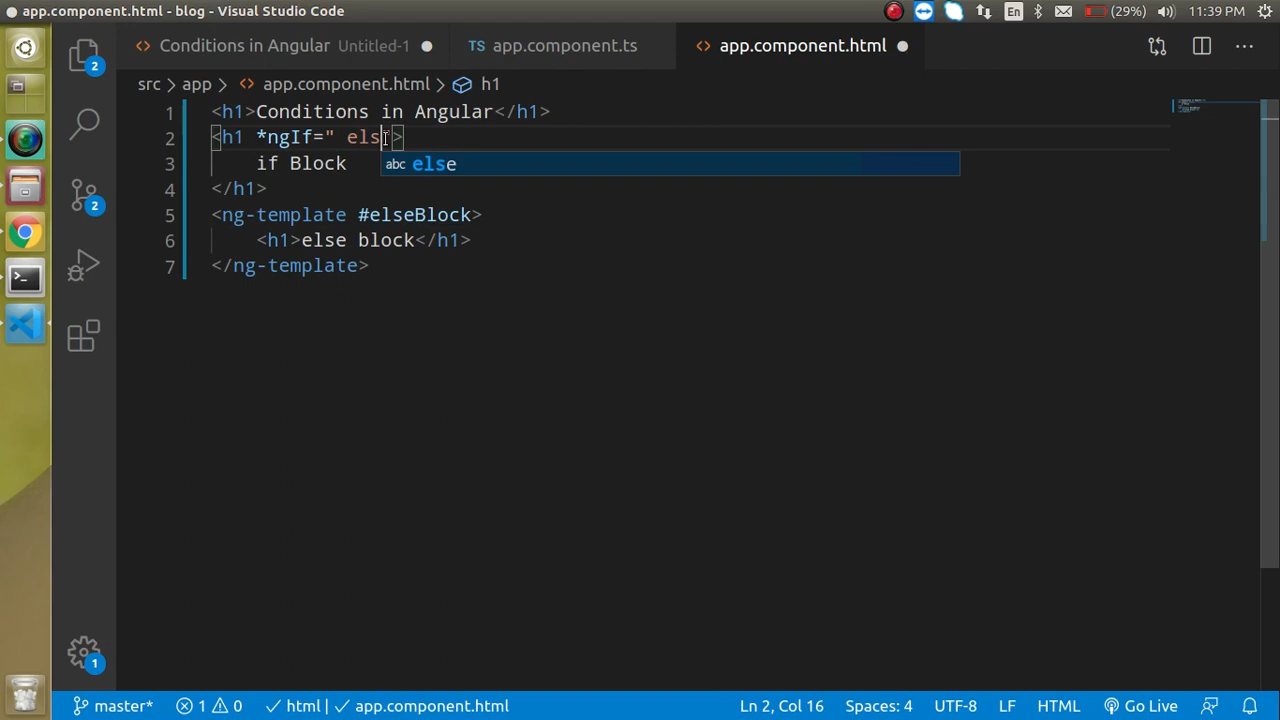 app.component.html - blog - Visual Studio Code
En
(29%)
11:39 PM
Conditions in Angular Untitled-1
TS app.component.ts
app.component.html
src > app > app.component.html > h1
1 <h1>Conditions in Angular</h1>
2 <h1 *ngIf=" els">
abc else
3 if Block
4 </h1>
5 <ng-template #elseBlock>
6 <h1>else block</h1>
7 </ng-template>
2
2
1
master*
1
0
html
app.component.html
Ln 2, Col 16
Spaces: 4
UTF-8
LF
HTML
Go Live